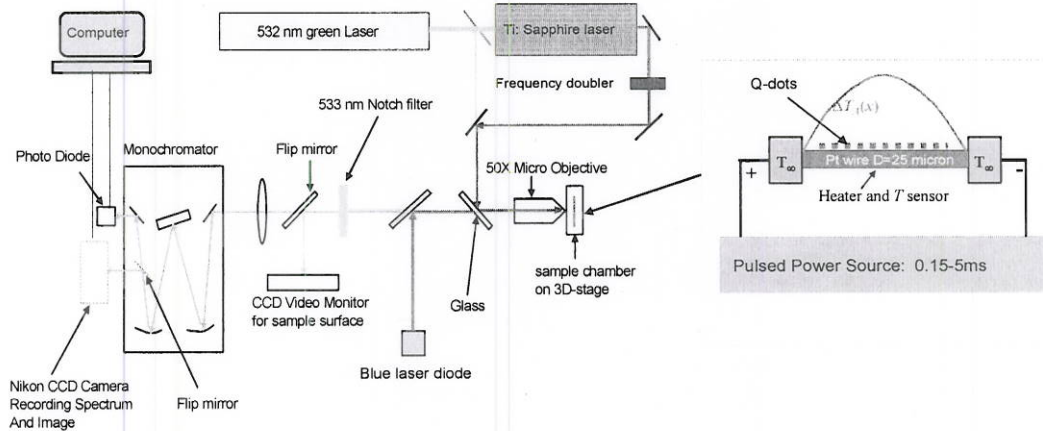 Computer
532 nm green Laser
Ti: Sapphire laser
Frequency doubler
533 nm Notch filter
Photo Diode
Monochromator
Flip mirror
50X Micro Objective
Q-dots
ΔT₁(x)
T∞
Pt wire D=25 micron
T∞
+
-
Heater and T sensor
Pulsed Power Source: 0.15-5ms
sample chamber
on 3D-stage
CCD Video Monitor
for sample surface
Glass
Blue laser diode
Nikon CCD Camera
Recording Spectrum
And Image
Flip mirror